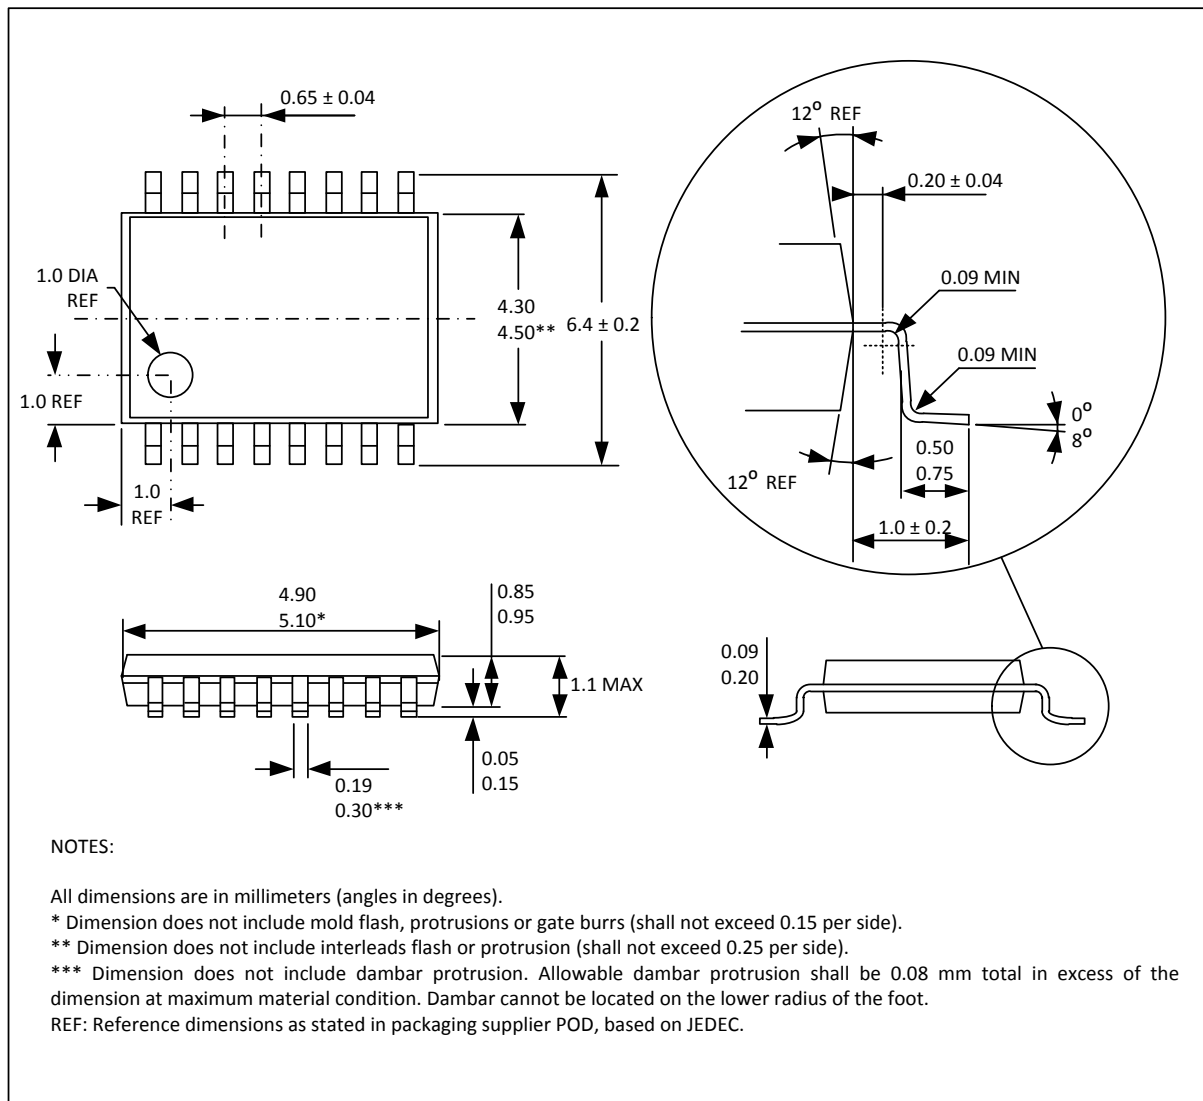 0.65 ± 0.04
12° REF
0.20 ± 0.04
1.0 DIA
REF
0.09 MIN
4.30
4.50**
6.4 ± 0.2
0.09 MIN
1.0 REF
0°
8°
0.50
0.75
12° REF
1.0
REF
1.0 ± 0.2
4.90
5.10*
0.85
0.95
1.1 MAX
0.09
0.20
0.05
0.15
0.19
0.30***
NOTES:
All dimensions are in millimeters (angles in degrees).
* Dimension does not include mold flash, protrusions or gate burrs (shall not exceed 0.15 per side).
** Dimension does not include interleads flash or protrusion (shall not exceed 0.25 per side).
*** Dimension does not include dambar protrusion. Allowable dambar protrusion shall be 0.08 mm total in excess of the
dimension at maximum material condition. Dambar cannot be located on the lower radius of the foot.
REF: Reference dimensions as stated in packaging supplier POD, based on JEDEC.